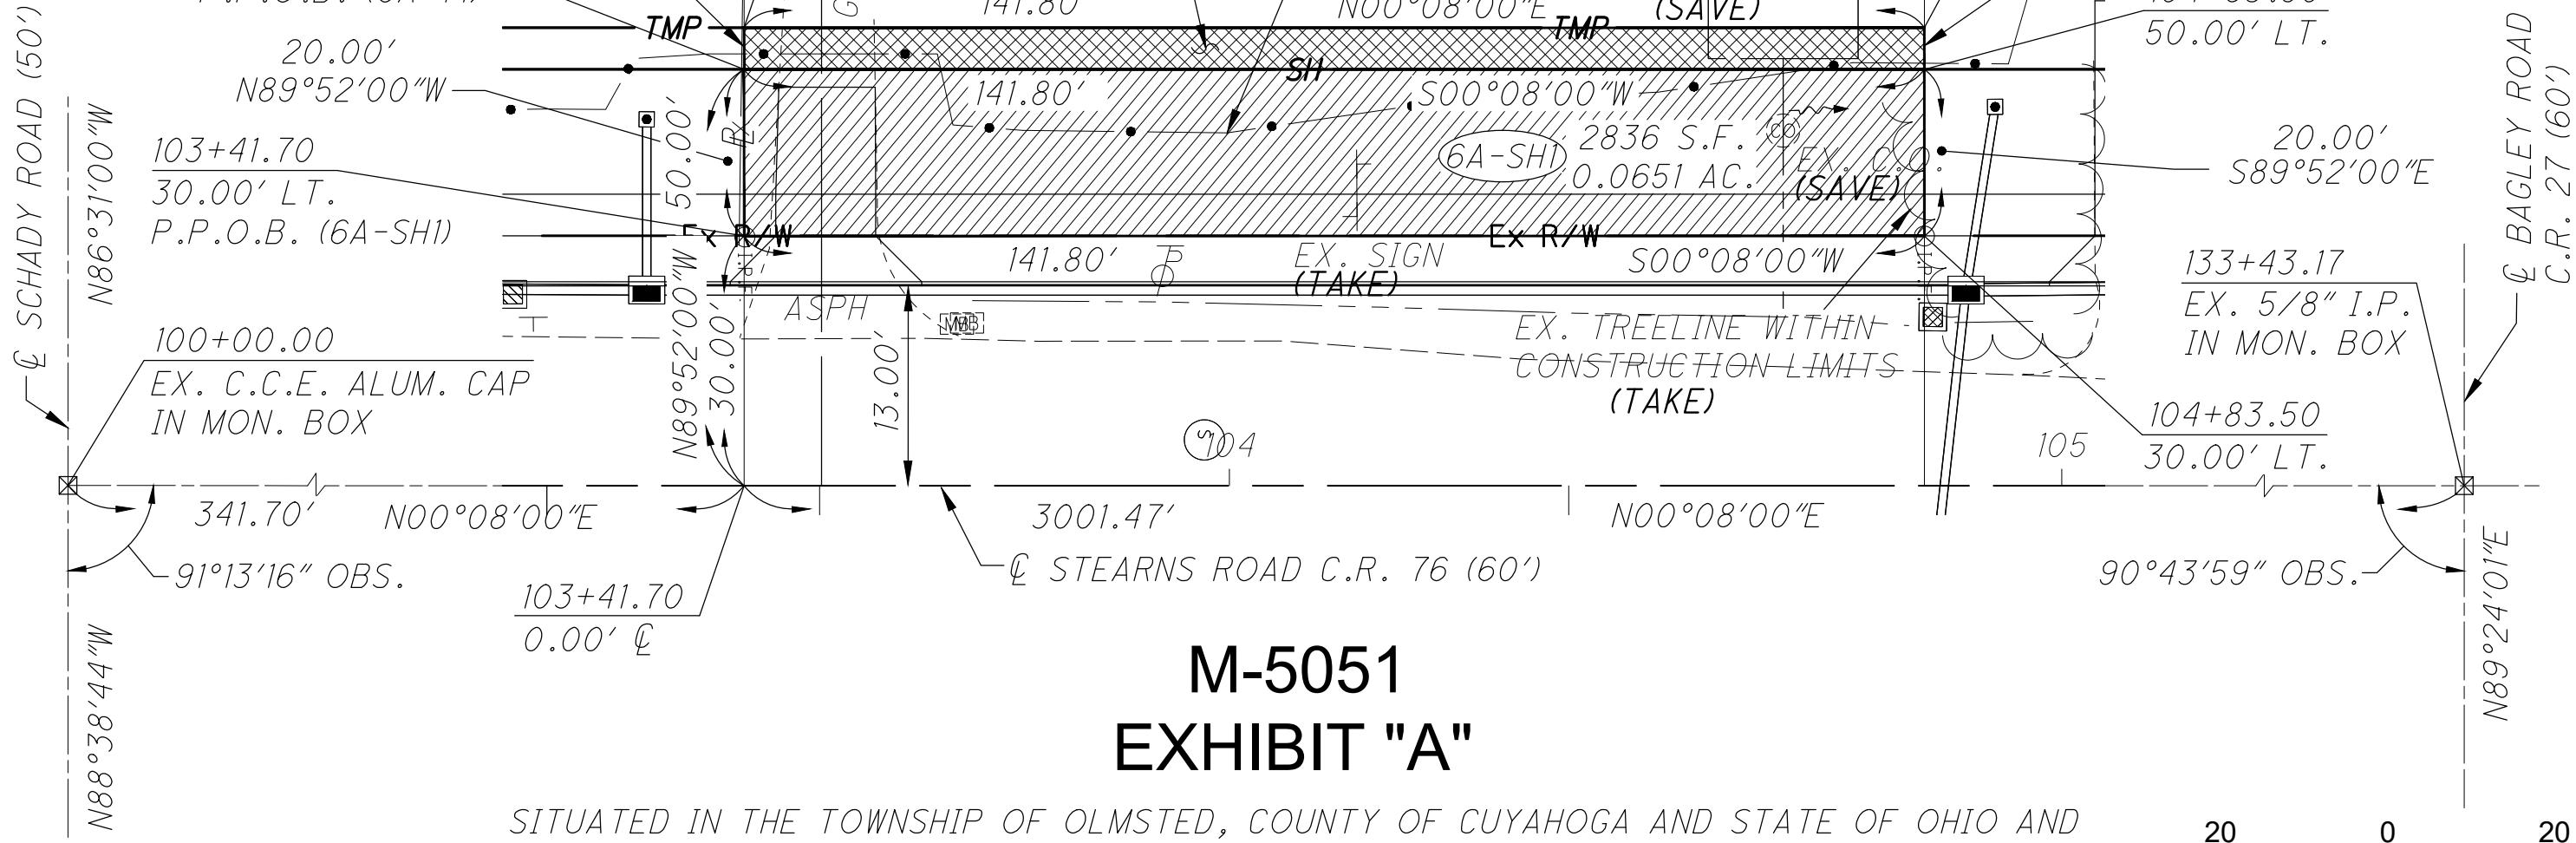 141.80'
N00°08'00"E
(SAVE)
50.00' LT.
TMP
TMP
20.00'
N89°52'00"W
SH
141.80'
S00°08'00"W
℄ SCHADY ROAD (50')
N86°31'00"W
℄ BAGLEY ROAD
C.R. 27 (60')
103+41.70
30.00' LT.
P.P.O.B. (6A-SH1)
50.00'
N89°52'00"W
30.00'
6A-SH1
2836 S.F.
0.0651 AC.
EX. C.O.
(SAVE)
20.00'
S89°52'00"E
Ex R/W
Ex R/W
141.80'
EX. SIGN
(TAKE)
S00°08'00"W
133+43.17
EX. 5/8" I.P.
IN MON. BOX
ASPH
MB
13.00'
EX. TREELINE WITHIN
CONSTRUCTION LIMITS
(TAKE)
100+00.00
EX. C.C.E. ALUM. CAP
IN MON. BOX
104+83.50
30.00' LT.
104
105
341.70'
N00°08'00"E
3001.47'
N00°08'00"E
91°13'16" OBS.
℄ STEARNS ROAD C.R. 76 (60')
90°43'59" OBS.
103+41.70
0.00' ℄
N88°38'44"W
N89°24'01"E
M-5051
EXHIBIT "A"
SITUATED IN THE TOWNSHIP OF OLMSTED, COUNTY OF CUYAHOGA AND STATE OF OHIO AND
20 0 20